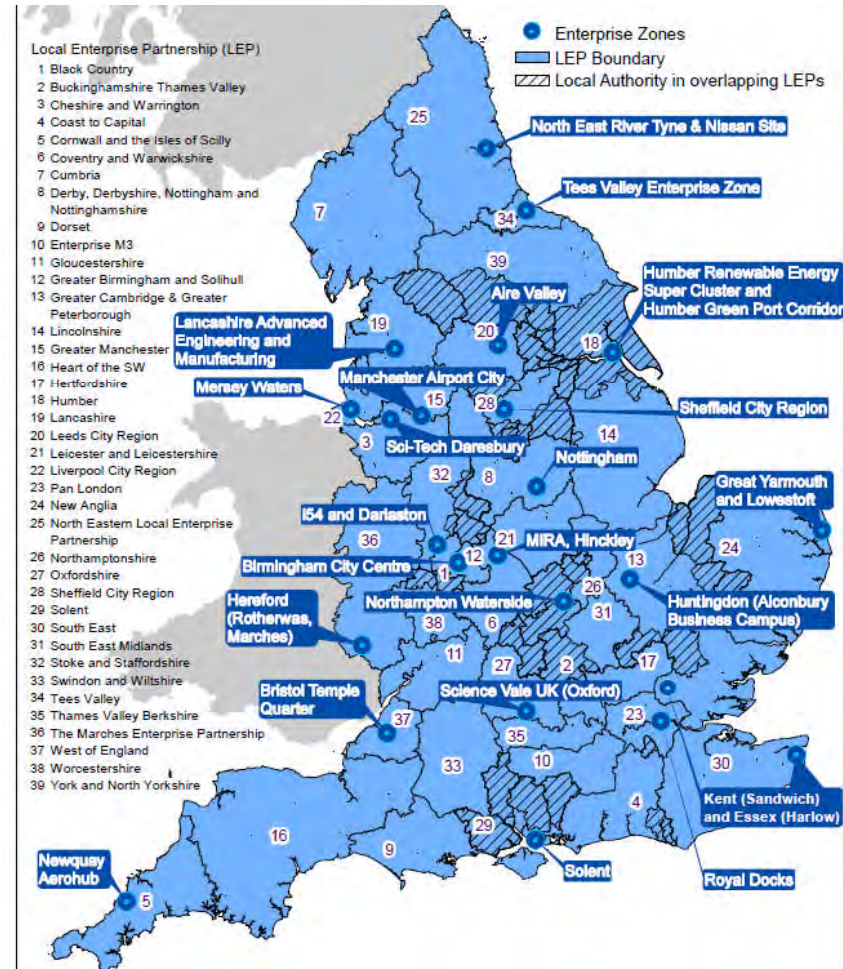 Local Enterprise Partnership (LEP)
1 Black Country
2 Buckinghamshire Thames Valley
3 Cheshire and Warrington
4 Coast to Capital
5 Cornwall and the Isles of Scilly
6 Coventry and Warwickshire
7 Cumbria
8 Derby, Derbyshire, Nottingham and
Nottinghamshire
9 Dorset
10 Enterprise M3
11 Gloucestershire
12 Greater Birmingham and Solihull
13 Greater Cambridge & Greater
Peterborough
14 Lincolnshire
15 Greater Manchester
16 Heart of the SW
17 Hertfordshire
18 Humber
19 Lancashire
20 Leeds City Region
21 Leicester and Leicestershire
22 Liverpool City Region
23 Pan London
24 New Anglia
25 North Eastern Local Enterprise
Partnership
26 Northamptonshire
27 Oxfordshire
28 Sheffield City Region
29 Solent
30 South East
31 South East Midlands
32 Stoke and Staffordshire
33 Swindon and Wiltshire
34 Tees Valley
35 Thames Valley Berkshire
36 The Marches Enterprise Partnership
37 West of England
38 Worcestershire
39 York and North Yorkshire
Enterprise Zones
LEP Boundary
Local Authority in overlapping LEPs
25
North East River Tyne & Nissan Site
Tees Valley Enterprise Zone
34
7
39
Humber Renewable Energy
Super Cluster and
Humber Green Port Corridor
Aire Valley
19
20
18
Lancashire Advanced
Engineering and
Manufacturing
Manchester Airport City
Mersey Waters
15
28
22
Sheffield City Region
14
3
Sci-Tech Daresbury
32
8
Nottingham
Great Yarmouth
and Lowestoft
i54 and Darlaston
36
21
MIRA, Hinckley
24
12
13
Birmingham City Centre
1
26
Northampton Waterside
31
Huntingdon (Alconbury
Business Campus)
Hereford
(Rotherwas,
Marches)
38
6
11
27
2
17
Science Vale UK (Oxford)
Bristol Temple
Quarter
37
23
35
33
10
30
Kent (Sandwich)
and Essex (Harlow)
4
16
29
9
Solent
Royal Docks
Newquay
Aerohub
5